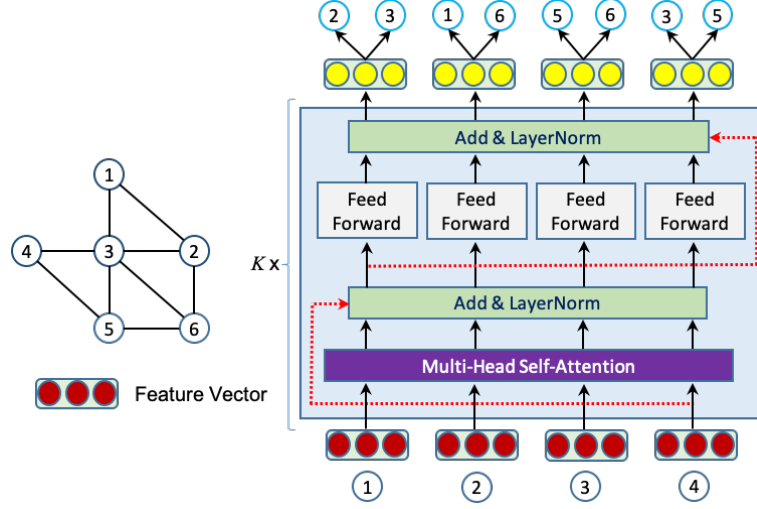 2 3 1 6 5 6 3 5
Add & LayerNorm
Feed Forward
Feed Forward
Feed Forward
Feed Forward
K x
Add & LayerNorm
Multi-Head Self-Attention
1
4 3 2
5 6
Feature Vector
1 2 3 4